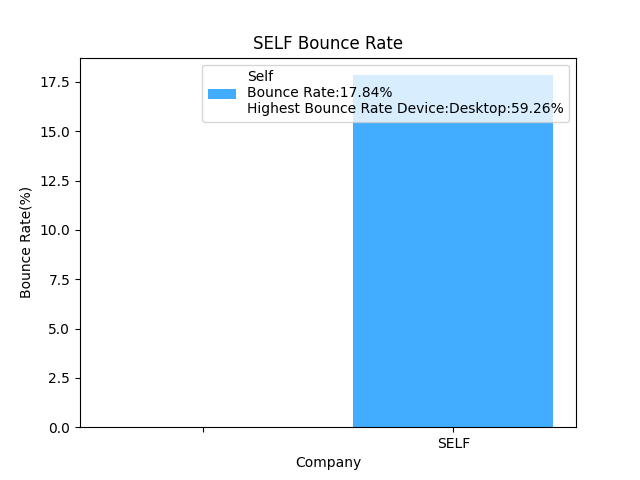 SELF Bounce Rate
Self
Bounce Rate:17.84%
Highest Bounce Rate Device:Desktop:59.26%
17.5
15.0
12.5
10.0
7.5
5.0
2.5
0.0
Bounce Rate(%)
SELF
Company